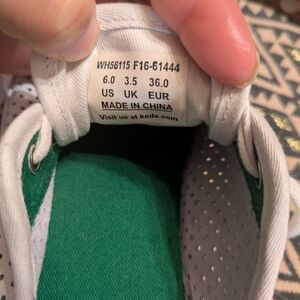 WH56115 F16-61444
6.0 3.5 36.0
US UK EUR
MADE IN CHINA
Visit us at keds.com